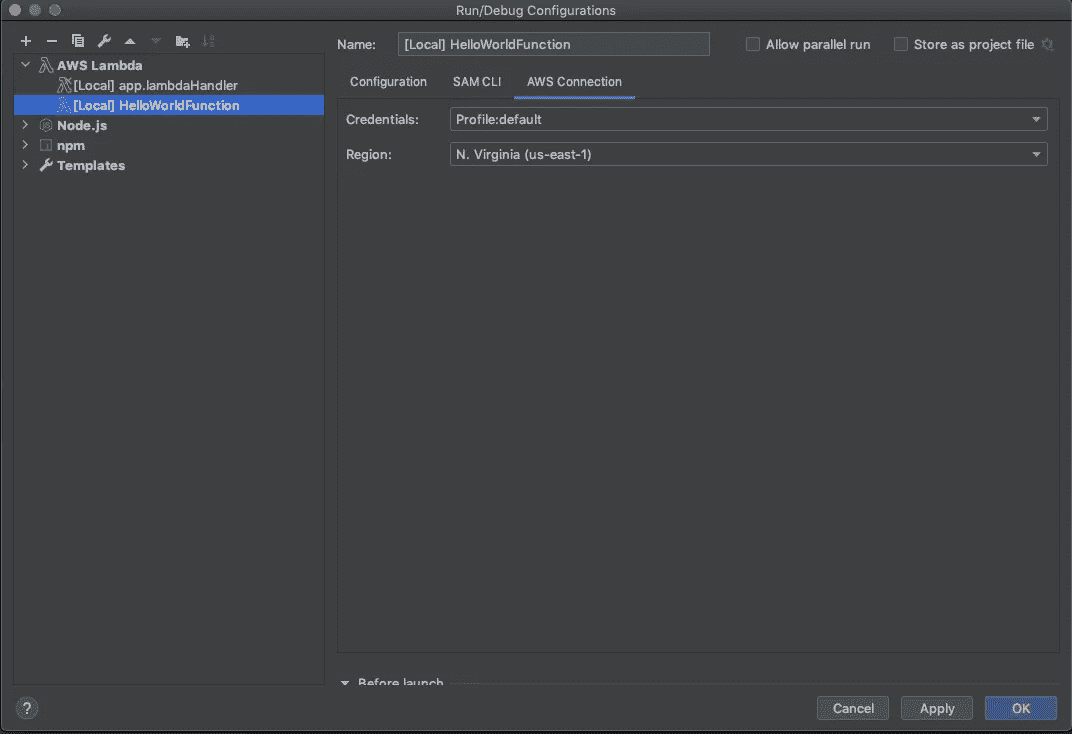 Run/Debug Configurations
Name: [Local] HelloWorldFunction Allow parallel run Store as project file
AWS Lambda
[Local] app.lambdaHandler
[Local] HelloWorldFunction
Node.js
npm
Templates
Configuration SAM CLI AWS Connection
Credentials: Profile:default
Region: N. Virginia (us-east-1)
Before launch
? Cancel Apply OK